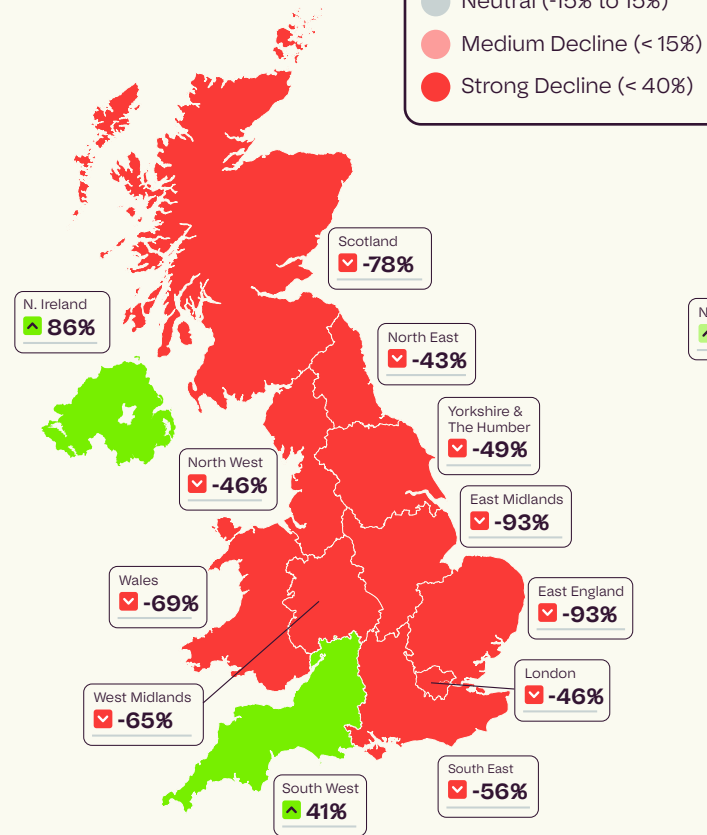 Neutral (-15% to 15%)
Medium Decline (< 15%)
Strong Decline (< 40%)
Scotland
-78%
N. Ireland
86%
North East
-43%
Yorkshire &
The Humber
-49%
North West
-46%
East Midlands
-93%
Wales
-69%
East England
-93%
London
-46%
West Midlands
-65%
South East
-56%
South West
41%
N